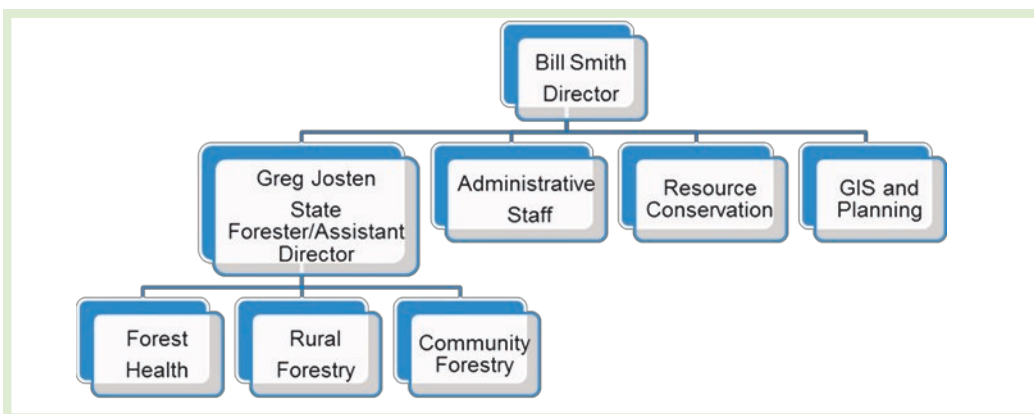 Bill Smith
Director
Greg Josten
State
Forester/Assistant
Director
Administrative
Staff
Resource
Conservation
GIS and
Planning
Forest
Health
Rural
Forestry
Community
Forestry